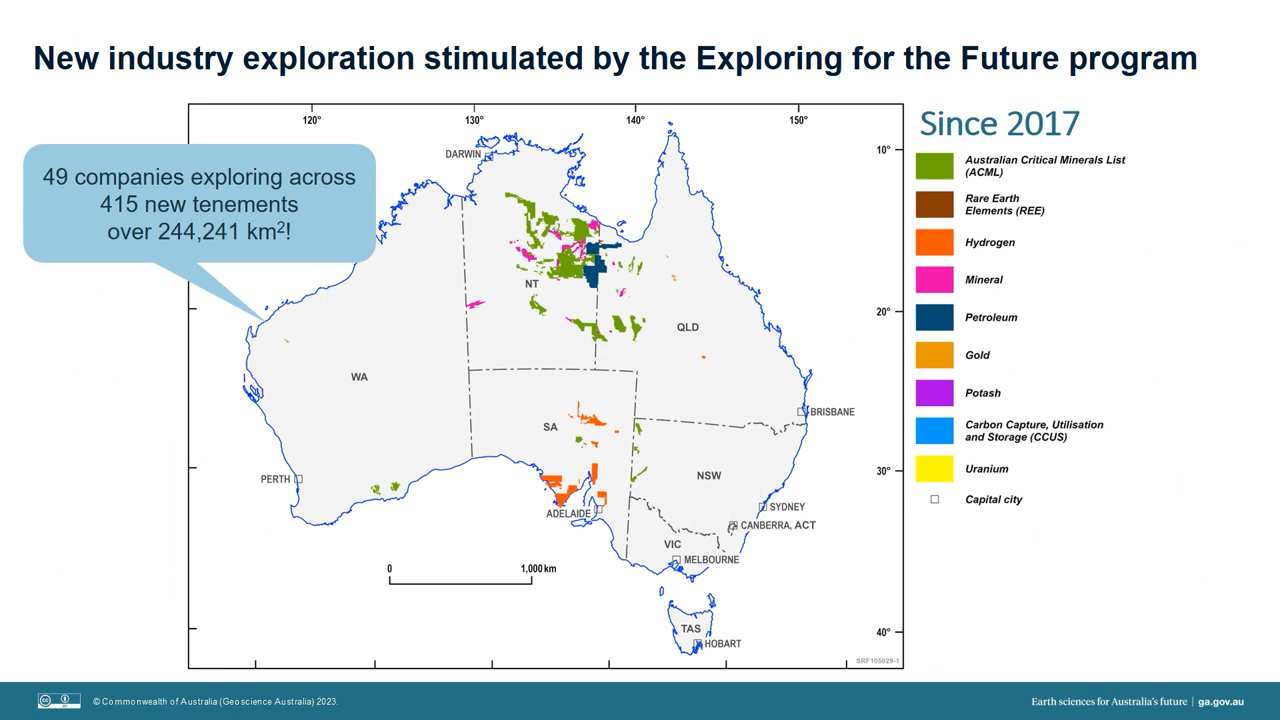 New industry exploration stimulated by the Exploring for the Future program
120°
130°
140°
150°
Since 2017
49 companies exploring across
415 new tenements
over 244,241 km²!
DARWIN
10°
NT
QLD
20°
WA
SA
BRISBANE
PERTH
NSW
30°
ADELAIDE
SYDNEY
CANBERRA, ACT
VIC
MELBOURNE
0
1,000 km
TAS
HOBART
40°
SRF105029-1
Australian Critical Minerals List
(ACML)
Rare Earth
Elements (REE)
Hydrogen
Mineral
Petroleum
Gold
Potash
Carbon Capture, Utilisation
and Storage (CCUS)
Uranium
Capital city
cc
BY
© Commonwealth of Australia (Geoscience Australia) 2023.
Earth sciences for Australia's future | ga.gov.au